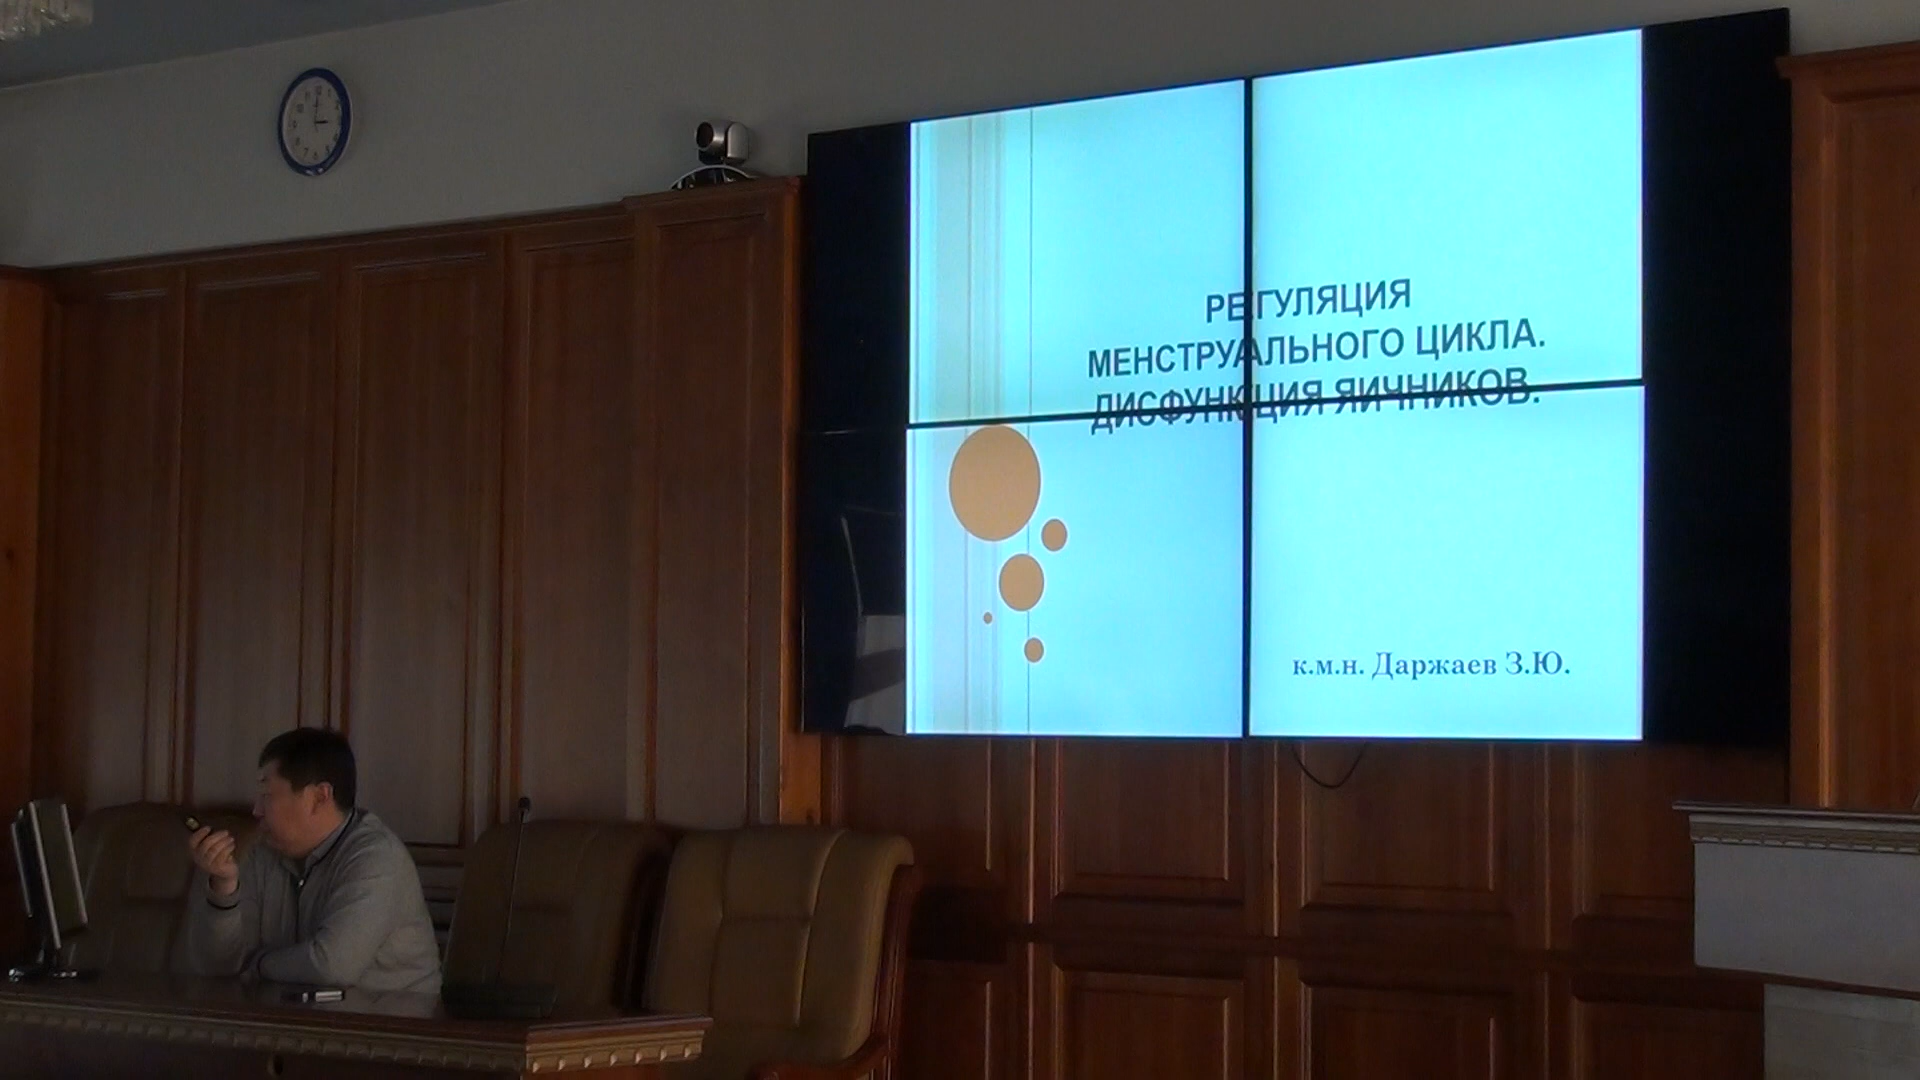 РЕГУЛЯЦИЯ
МЕНСТРУАЛЬНОГО ЦИКЛА.
ДИСФУНКЦИЯ ЯИЧНИКОВ.
к.м.н. Даржаев З.Ю.